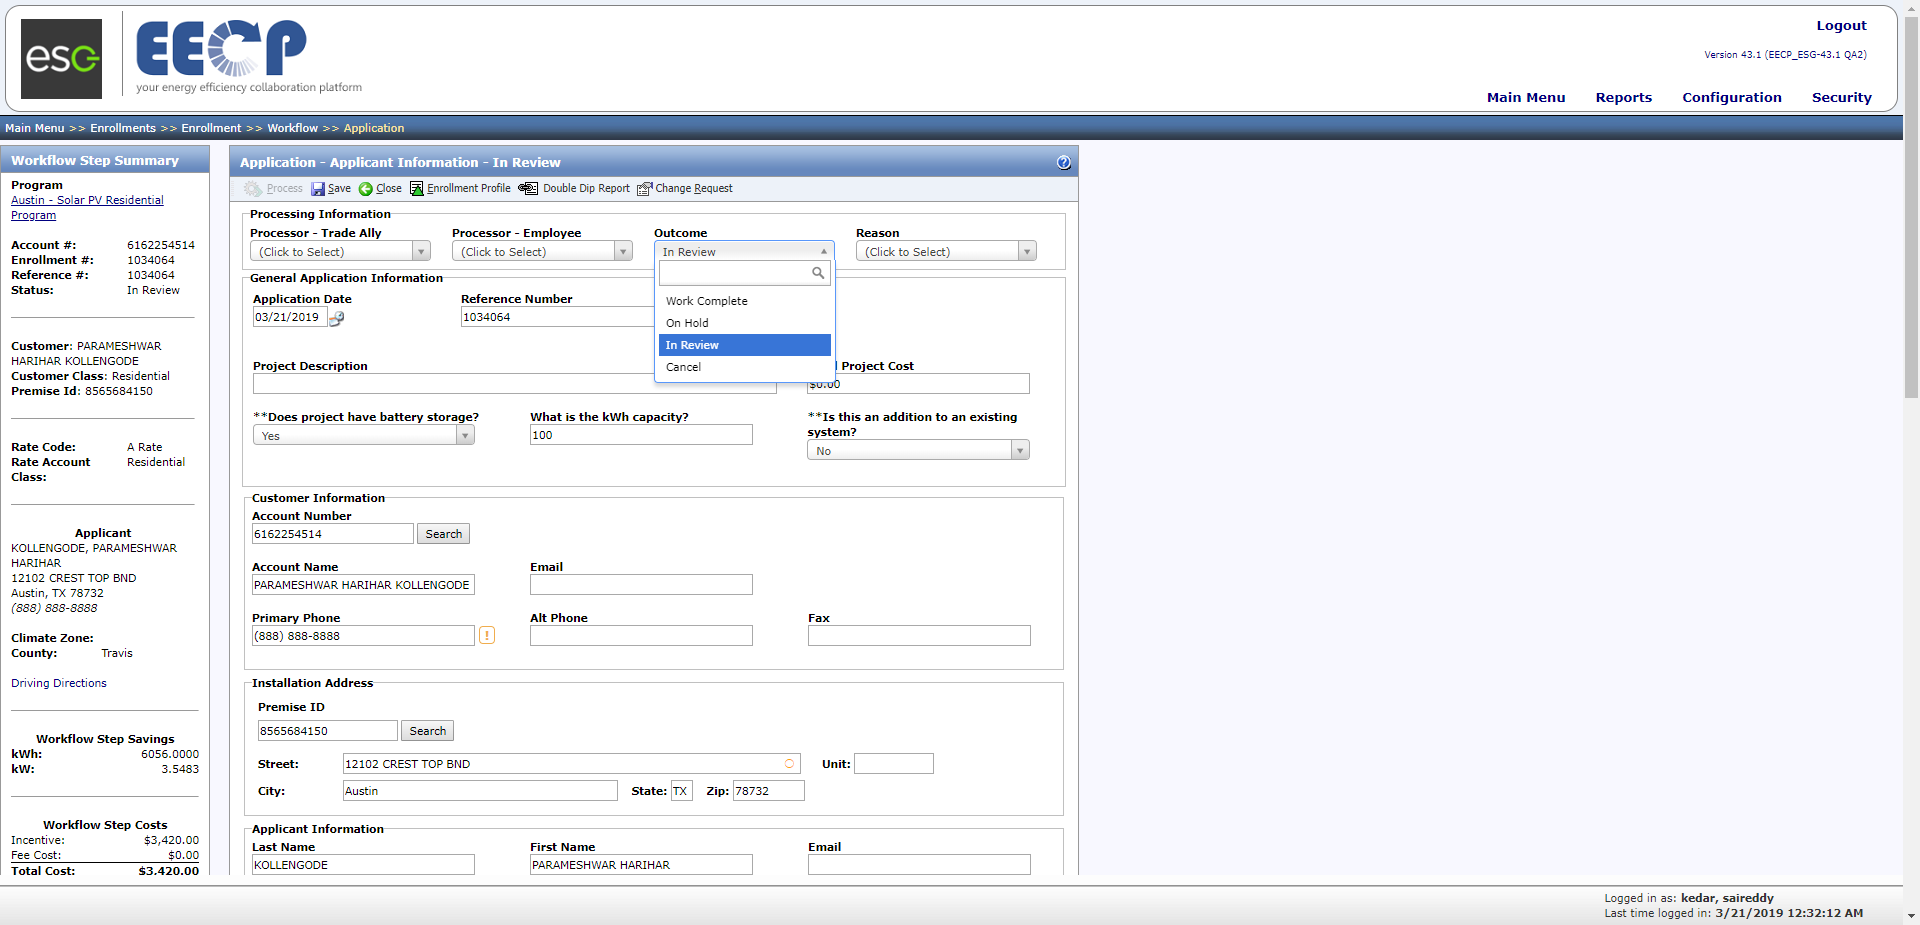 Logout
esg
EECP
your energy efficiency collaboration platform
Version 43.1 (EECP_ESG-43.1 QA2)
Main Menu Reports Configuration Security
Main Menu >> Enrollments >> Enrollment >> Workflow >> Application
Workflow Step Summary
Program
Austin - Solar PV Residential
Program
Account #: 6162254514
Enrollment #: 1034064
Reference #: 1034064
Status: In Review
Customer: PARAMESHWAR
HARIHAR KOLLENGODE
Customer Class: Residential
Premise Id: 8565684150
Rate Code: A Rate
Rate Account Residential
Class:
Applicant
KOLLENGODE, PARAMESHWAR
HARIHAR
12102 CREST TOP BND
Austin, TX 78732
(888) 888-8888
Climate Zone:
County: Travis
Driving Directions
Workflow Step Savings
kWh: 6056.0000
kW: 3.5483
Workflow Step Costs
Incentive: $3,420.00
Fee Cost: $0.00
Total Cost: $3,420.00
Application - Applicant Information - In Review
Process Save Close Enrollment Profile Double Dip Report Change Request
Processing Information
Processor - Trade Ally Processor - Employee Outcome Reason
(Click to Select) (Click to Select) In Review (Click to Select)
Work Complete
On Hold
In Review
Cancel
General Application Information
Application Date Reference Number
03/21/2019 1034064
Project Description Project Cost
$0.00
**Does project have battery storage? What is the kWh capacity? **Is this an addition to an existing
system?
Yes 100 No
Customer Information
Account Number
6162254514 Search
Account Name Email
PARAMESHWAR HARIHAR KOLLENGODE
Primary Phone Alt Phone Fax
(888) 888-8888 !
Installation Address
Premise ID
8565684150 Search
Street: 12102 CREST TOP BND Unit:
City: Austin State: TX Zip: 78732
Applicant Information
Last Name First Name Email
KOLLENGODE PARAMESHWAR HARIHAR
Logged in as: kedar, saireddy
Last time logged in: 3/21/2019 12:32:12 AM